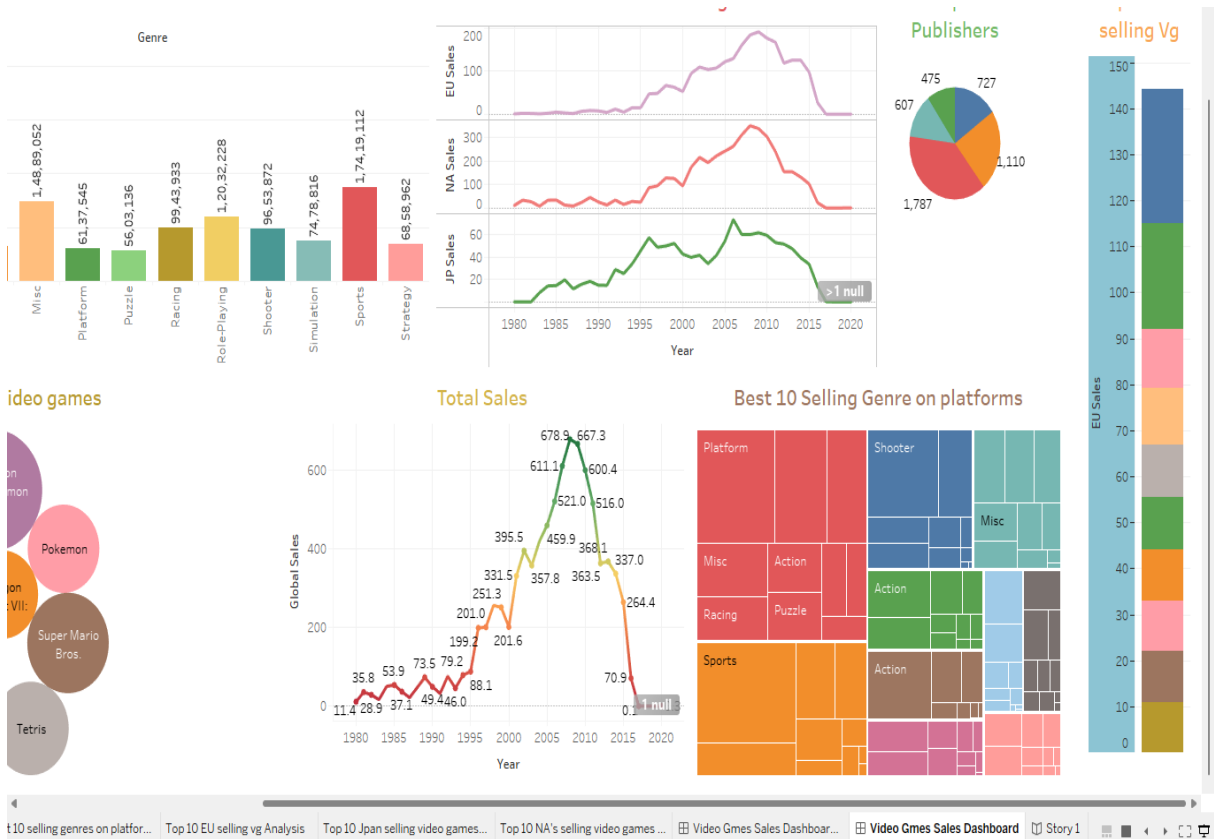 Genre
1,48,89,052
61,37,545
56,03,136
99,43,933
1,20,32,228
96,53,872
74,78,816
1,74,19,112
68,58,962
Misc
Platform
Puzzle
Racing
Role-Playing
Shooter
Simulation
Sports
Strategy
EU Sales
200
100
0
NA Sales
300
200
100
0
JP Sales
60
40
20
>1 null
1980 1985 1990 1995 2000 2005 2010 2015 2020
Year
Publishers
475
727
607
1,110
1,787
selling Vg
150
140
130
120
110
100
90
80
70
60
50
40
30
20
10
0
EU Sales
ideo games
on
mon
Pokemon
gon
: VII:
Super Mario
Bros.
Tetris
Total Sales
Global Sales
600
400
200
0
678.9
667.3
611.1
600.4
521.0
516.0
395.5
459.9
368.1
337.0
331.5
357.8
363.5
251.3
264.4
201.0
201.6
199.2
35.8
53.9
73.5
79.2
88.1
70.9
11.4
28.9
37.1
49.4
46.0
0.
1 null
1980 1985 1990 1995 2000 2005 2010 2015 2020
Year
Best 10 Selling Genre on platforms
Platform
Shooter
Misc
Misc
Action
Racing
Puzzle
Action
Sports
Action
t 10 selling genres on platfor...
Top 10 EU selling vg Analysis
Top 10 Jpan selling video games...
Top 10 NA's selling video games ...
Video Gmes Sales Dashboar...
Video Gmes Sales Dashboard
Story 1